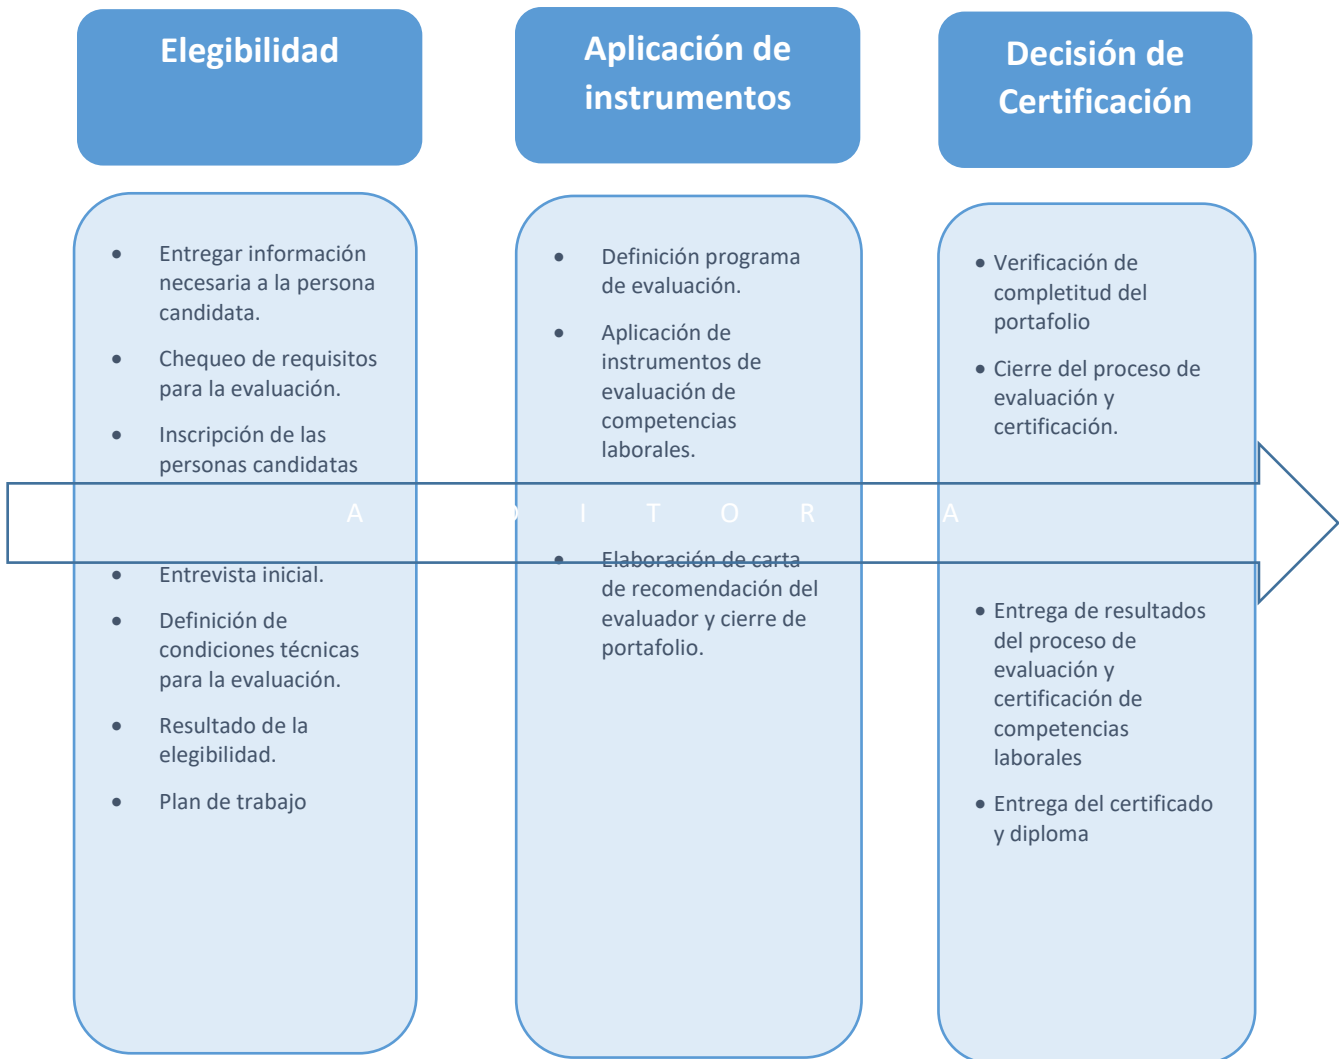 Elegibilidad
Entregar información
necesaria a la persona
candidata.
Chequeo de requisitos
para la evaluación.
Inscripción de las
personas candidatas
Entrevista inicial.
Definición de
condiciones técnicas
para la evaluación.
Resultado de la
elegibilidad.
Plan de trabajo
Aplicación de
instrumentos
Definición programa
de evaluación.
Aplicación de
instrumentos de
evaluación de
competencias
laborales.
Elaboración de carta
de recomendación del
evaluador y cierre de
portafolio.
Decisión de
Certificación
Verificación de
completitud del
portafolio
Cierre del proceso de
evaluación y
certificación.
Entrega de resultados
del proceso de
evaluación y
certificación de
competencias
laborales
Entrega del certificado
y diploma